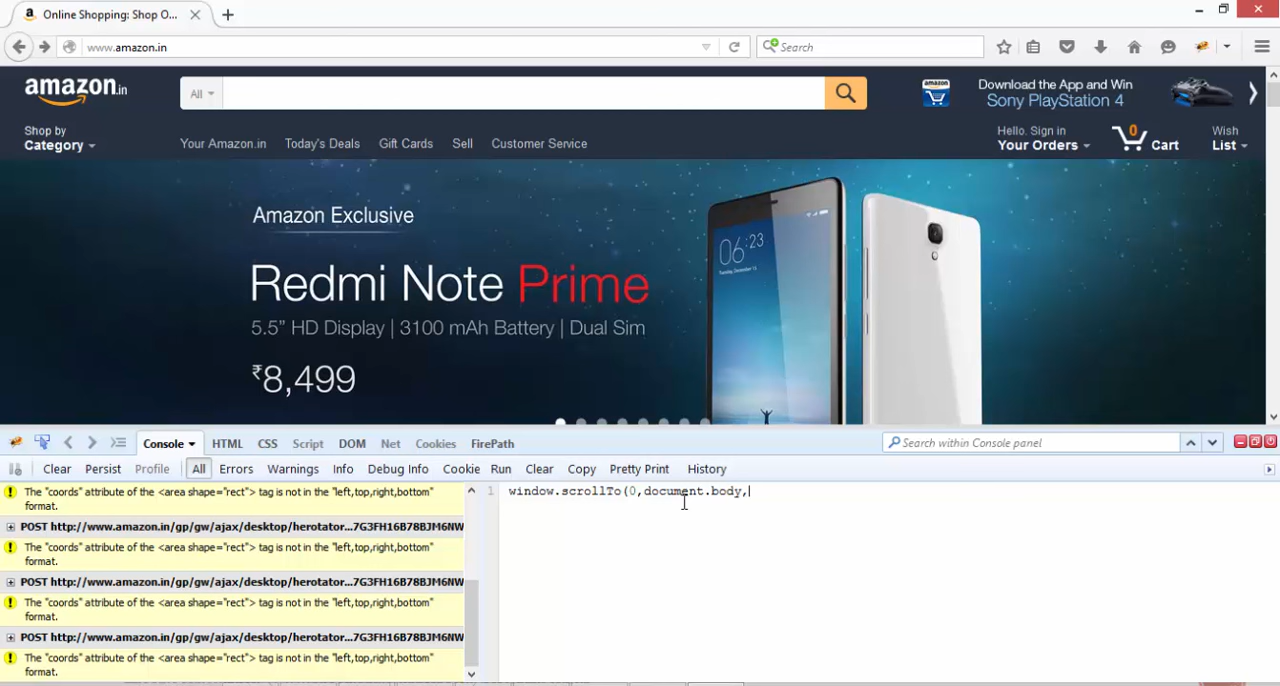 Online Shopping: Shop O...
www.amazon.in
Search
amazon.in
All
amazon
Download the App and Win
Sony PlayStation 4
Shop by
Category
Your Amazon.in Today's Deals Gift Cards Sell Customer Service
Hello. Sign in
Your Orders
0
Cart
Wish
List
Amazon Exclusive
Redmi Note Prime
5.5" HD Display | 3100 mAh Battery | Dual Sim
₹8,499
06:23
Console HTML CSS Script DOM Net Cookies FirePath
Search within Console panel
Clear Persist Profile All Errors Warnings Info Debug Info Cookie Run Clear Copy Pretty Print History
The "coords" attribute of the <area shape="rect"> tag is not in the "left,top,right,bottom"
format.
POST http://www.amazon.in/gp/gw/ajax/desktop/herotator...7G3FH16B78BJM6NW
The "coords" attribute of the <area shape="rect"> tag is not in the "left,top,right,bottom"
format.
POST http://www.amazon.in/gp/gw/ajax/desktop/herotator...7G3FH16B78BJM6NW
The "coords" attribute of the <area shape="rect"> tag is not in the "left,top,right,bottom"
format.
POST http://www.amazon.in/gp/gw/ajax/desktop/herotator...7G3FH16B78BJM6NW
The "coords" attribute of the <area shape="rect"> tag is not in the "left,top,right,bottom"
format.
1 window.scrollTo(0,document.body,